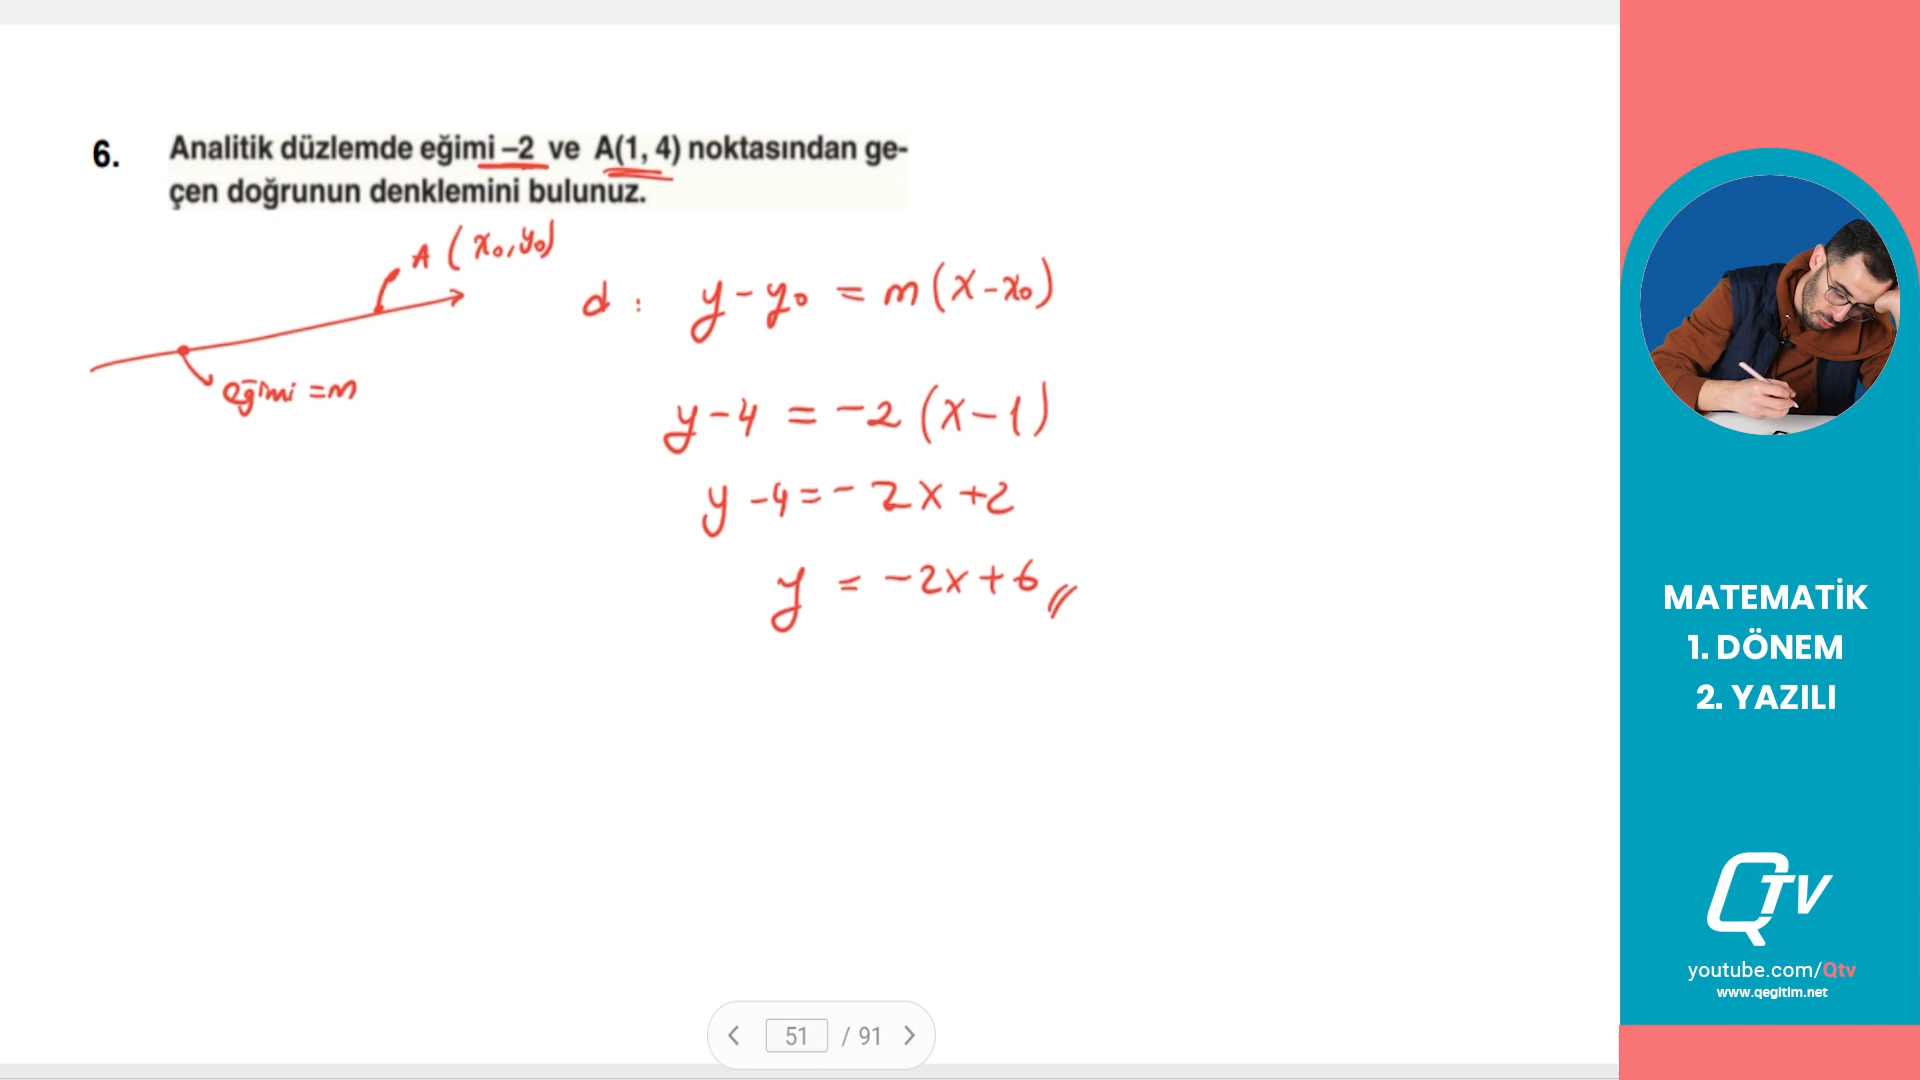 6. Analitik düzlemde eğimi –2 ve A(1, 4) noktasından ge-
çen doğrunun denklemini bulunuz.
A (x₀, y₀)
eğimi = m
d : y - y₀ = m (x - x₀)
y - 4 = -2 (x - 1)
y - 4 = - 2x + 2
y = -2x + 6 //
51 / 91
MATEMATİK
1. DÖNEM
2. YAZILI
QTV
youtube.com/Qtv
www.qegitim.net